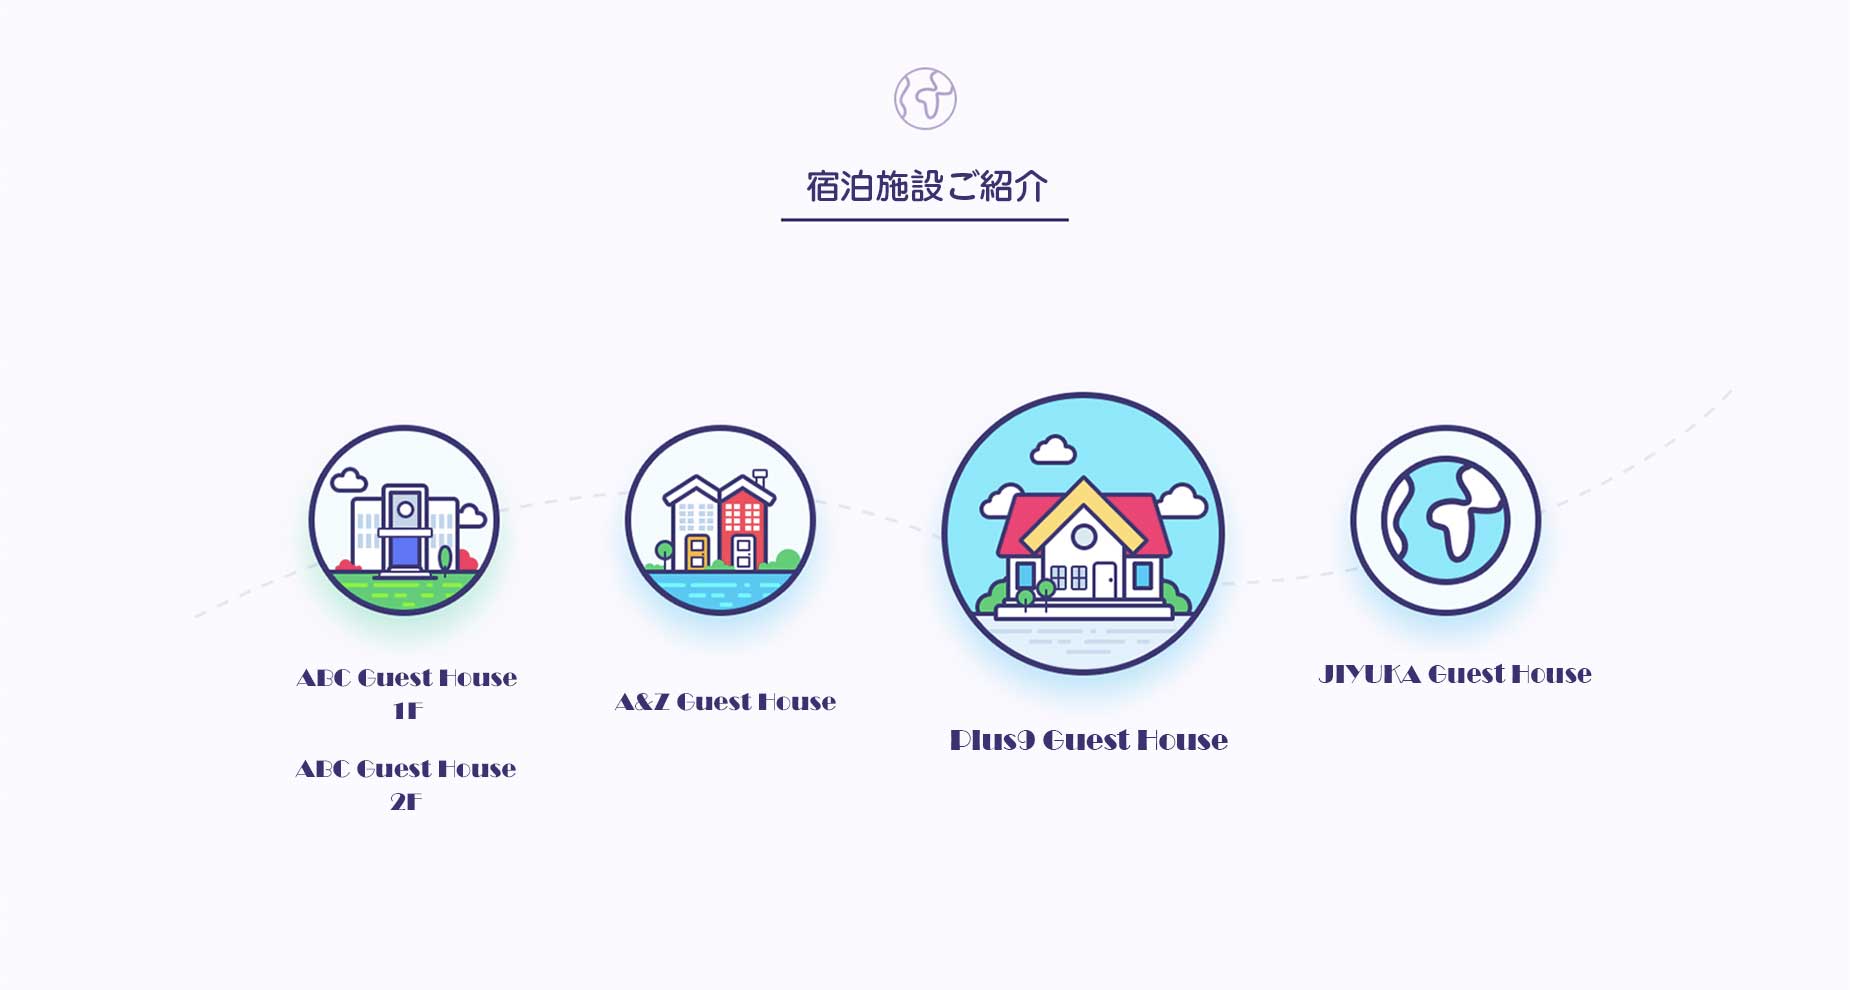 宿泊施設ご紹介
ABC Guest House
1F
ABC Guest House
2F
A&Z Guest House
Plus9 Guest House
JIYUKA Guest House